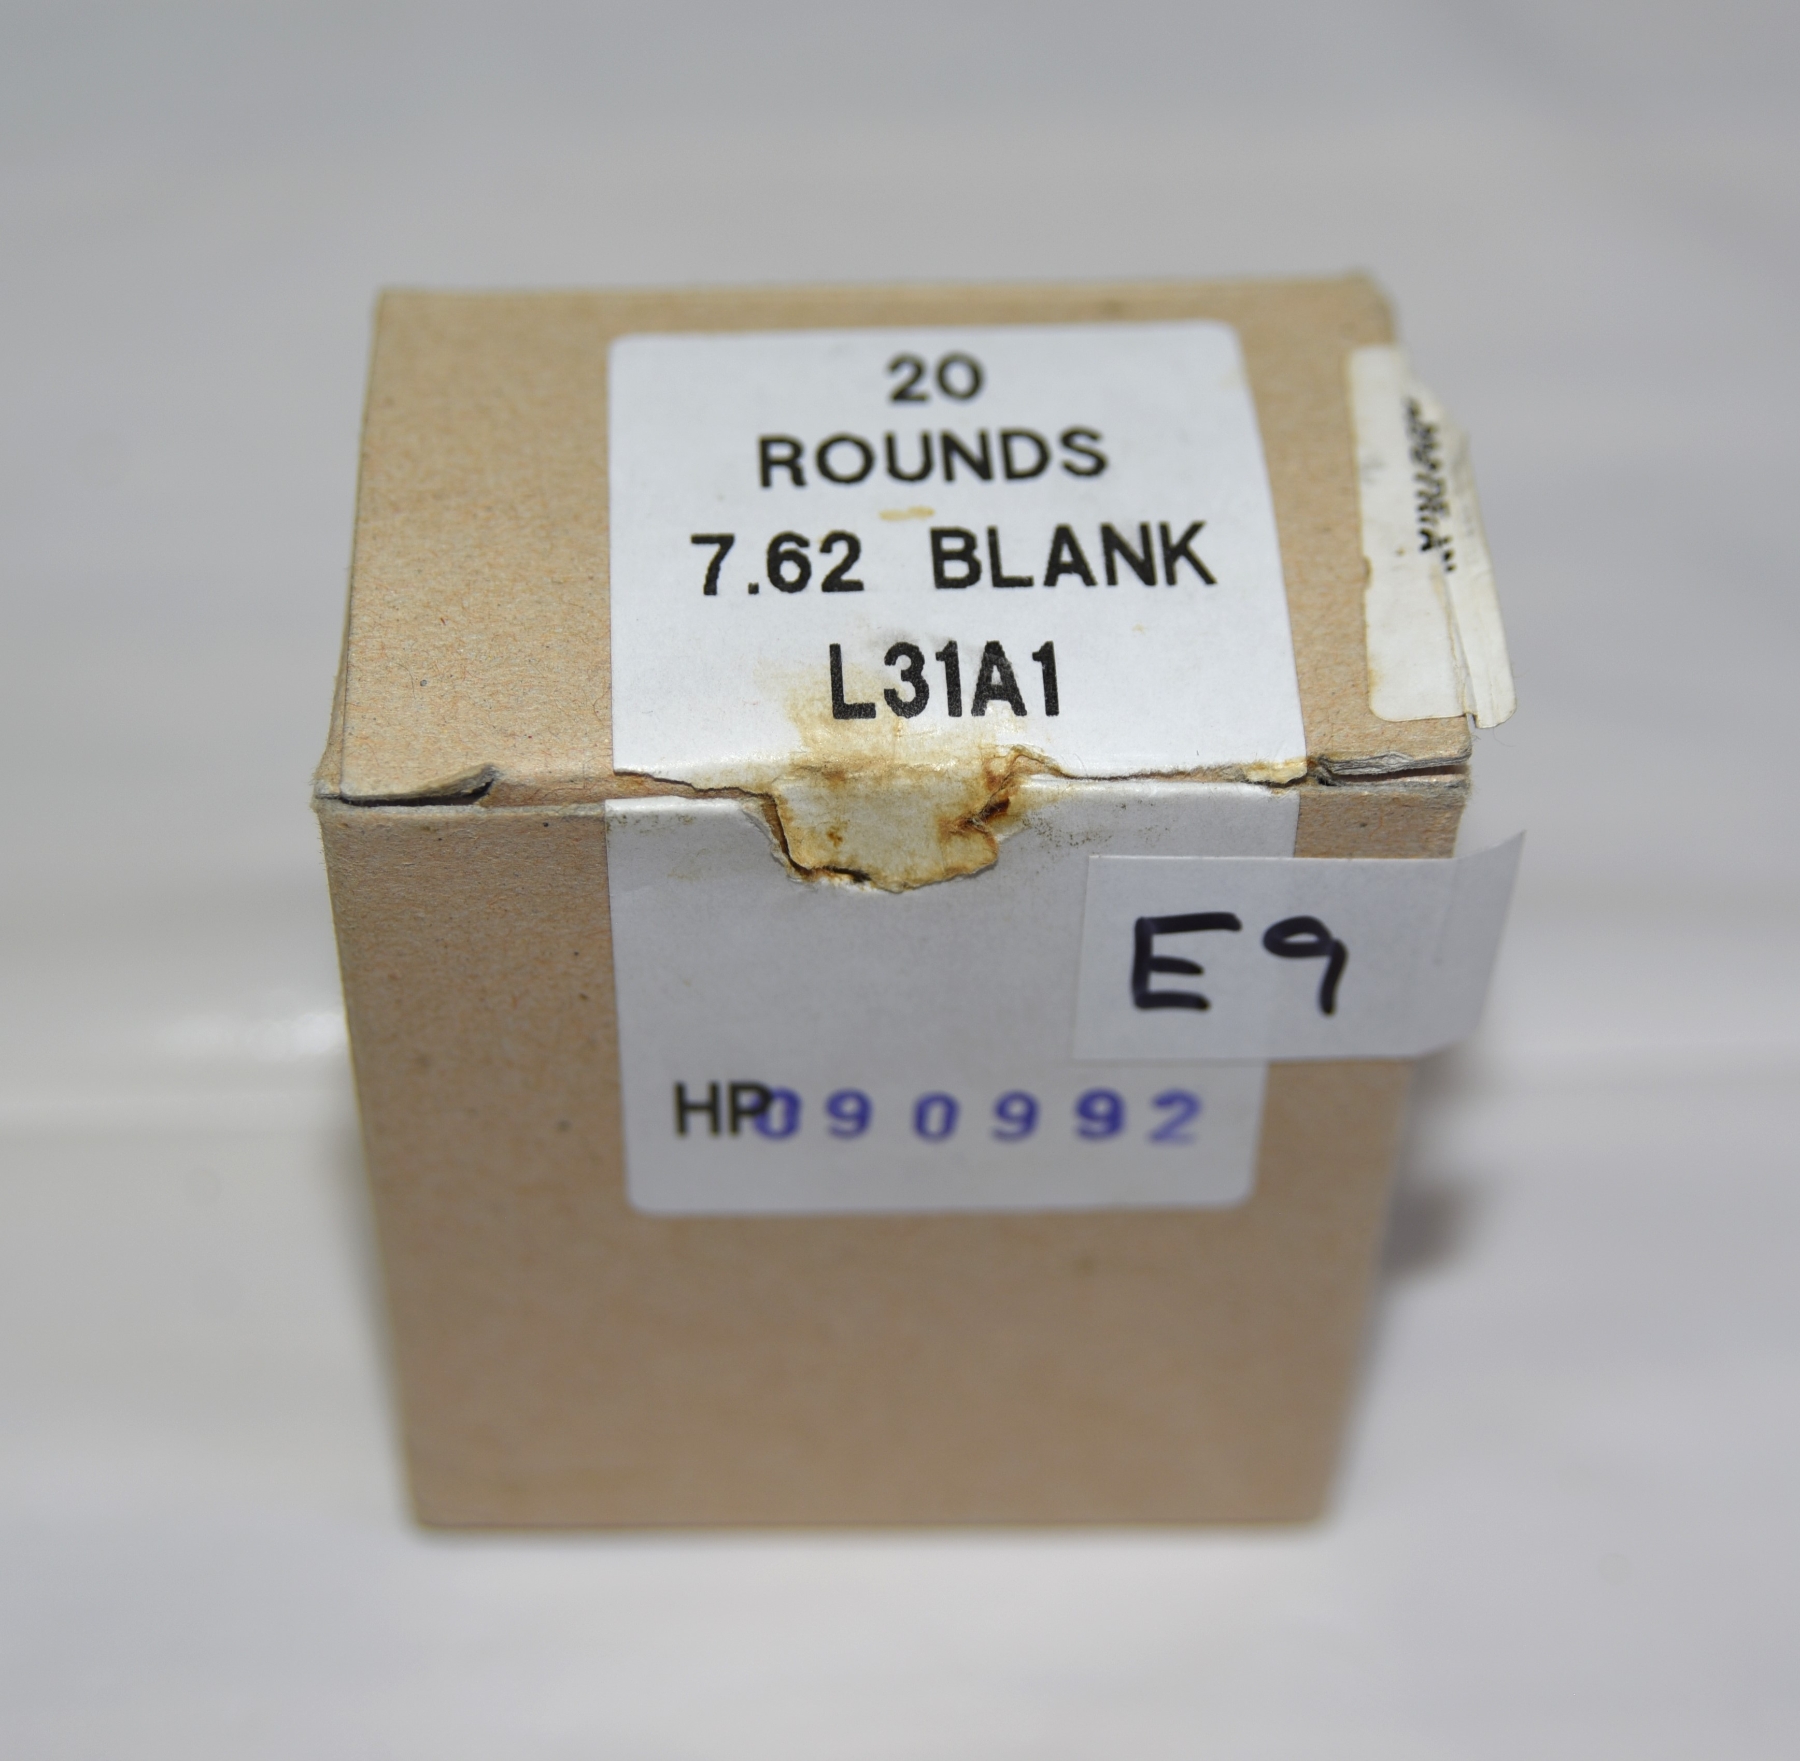 20
ROUNDS
7.62 BLANK
L31A1
E9
HP090992